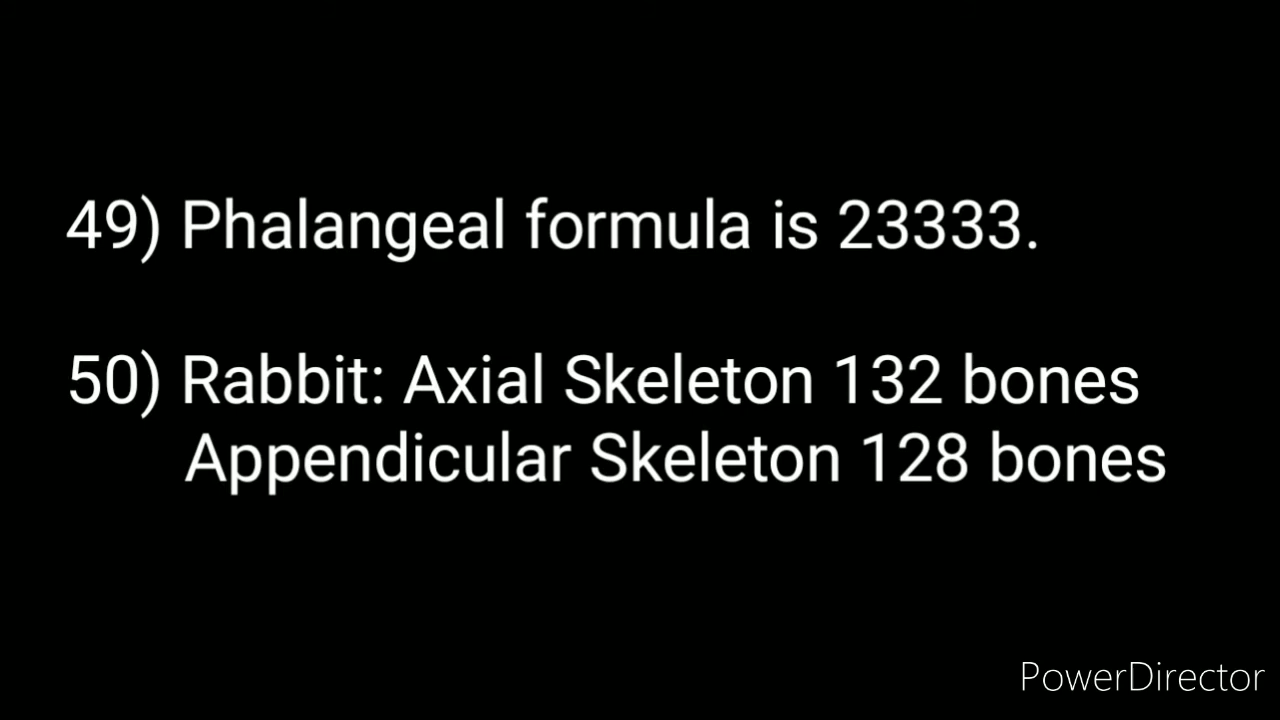 49) Phalangeal formula is 23333.
50) Rabbit: Axial Skeleton 132 bones
Appendicular Skeleton 128 bones
PowerDirector